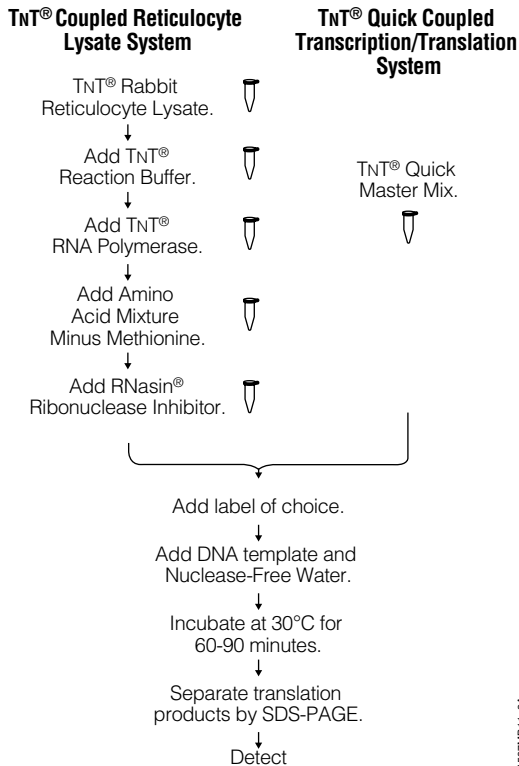 TNT® Coupled Reticulocyte
Lysate System
TNT® Rabbit
Reticulocyte Lysate.
Add TNT®
Reaction Buffer.
Add TNT®
RNA Polymerase.
Add Amino
Acid Mixture
Minus Methionine.
Add RNasin®
Ribonuclease Inhibitor.
TNT® Quick Coupled
Transcription/Translation
System
TNT® Quick
Master Mix.
Add label of choice.
Add DNA template and
Nuclease-Free Water.
Incubate at 30°C for
60-90 minutes.
Separate translation
products by SDS-PAGE.
Detect